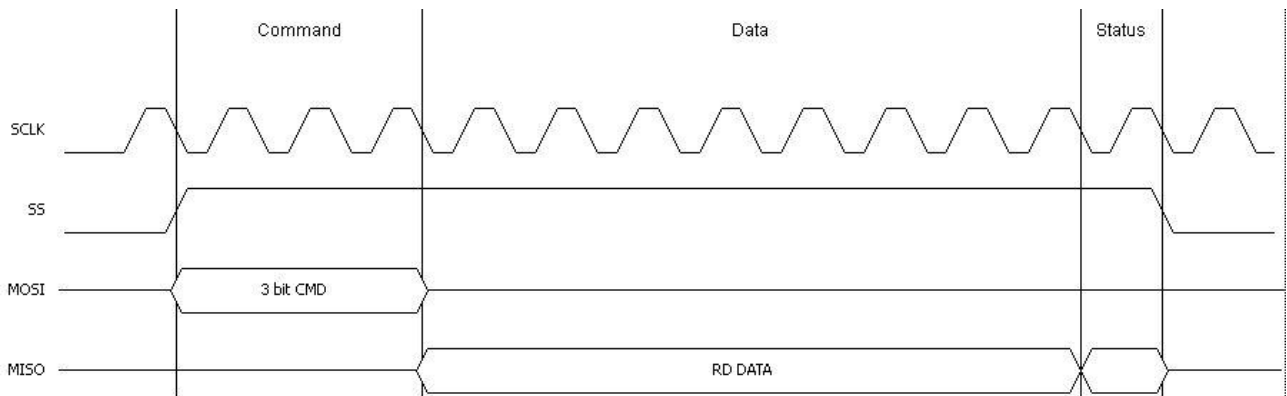 Command
Data
Status
SCLK
SS
MOSI
3 bit CMD
MISO
RD DATA